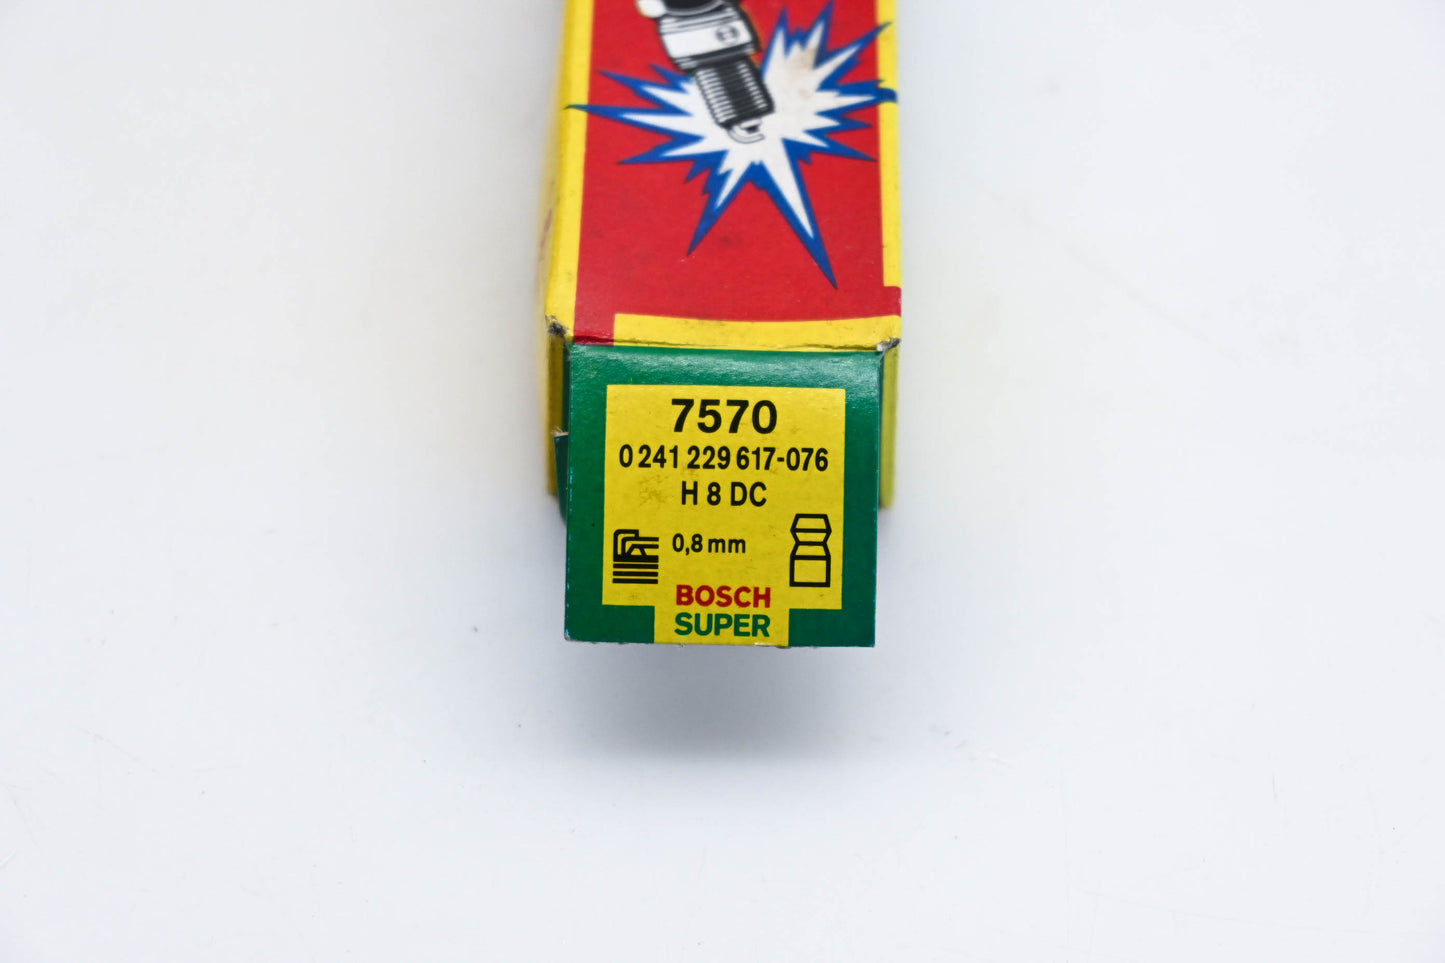 7570
0 241 229 617-076
H 8 DC
0,8 mm
BOSCH
SUPER